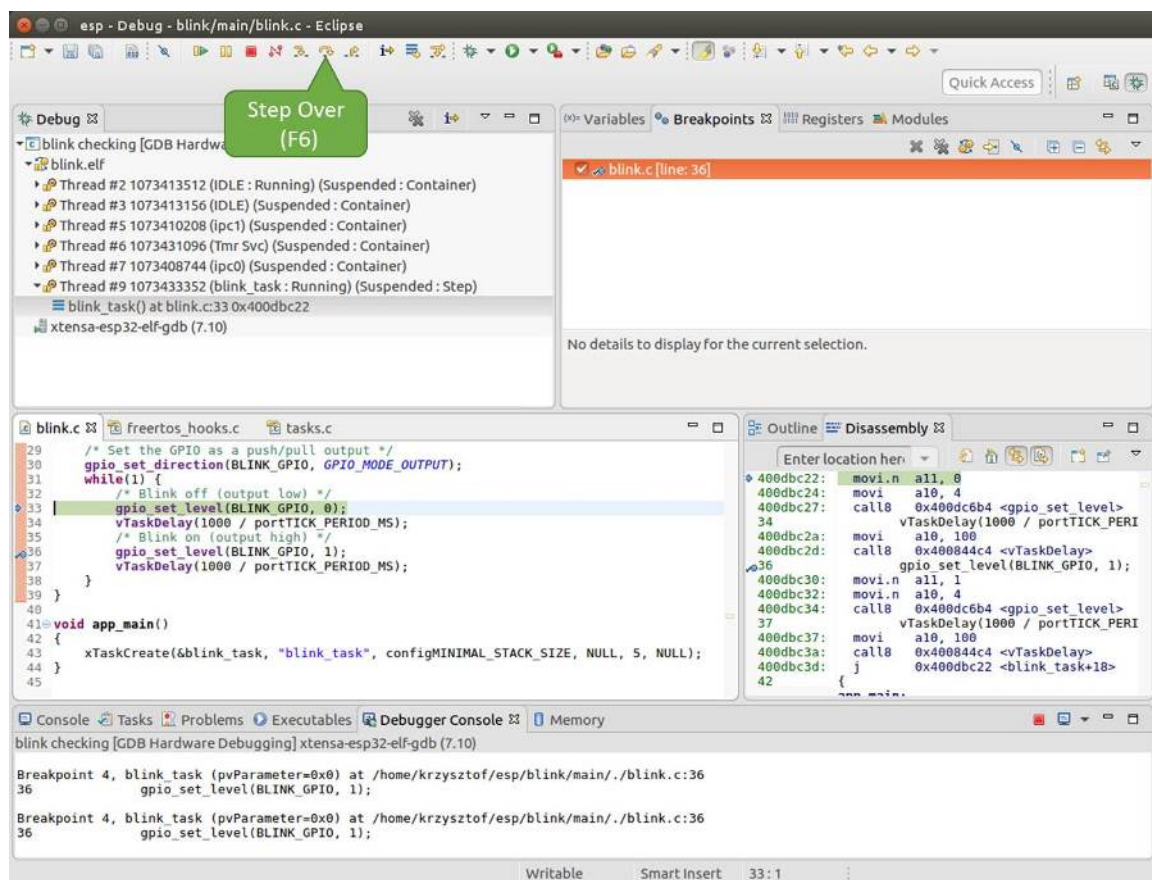 esp - Debug - blink/main/blink.c - Eclipse
Quick Access
Step Over
(F6)
Debug
blink checking [GDB Hardwa
blink.elf
Thread #2 1073413512 (IDLE : Running) (Suspended : Container)
Thread #3 1073413156 (IDLE) (Suspended : Container)
Thread #5 1073410208 (ipc1) (Suspended : Container)
Thread #6 1073431096 (Tmr Svc) (Suspended : Container)
Thread #7 1073408744 (ipc0) (Suspended : Container)
Thread #9 1073433352 (blink_task : Running) (Suspended : Step)
blink_task() at blink.c:33 0x400dbc22
xtensa-esp32-elf-gdb (7.10)
(x)= Variables Breakpoints Registers Modules
blink.c [line: 36]
No details to display for the current selection.
blink.c freertos_hooks.c tasks.c
29 /* Set the GPIO as a push/pull output */
30 gpio_set_direction(BLINK_GPIO, GPIO_MODE_OUTPUT);
31 while(1) {
32 /* Blink off (output low) */
33 gpio_set_level(BLINK_GPIO, 0);
34 vTaskDelay(1000 / portTICK_PERIOD_MS);
35 /* Blink on (output high) */
36 gpio_set_level(BLINK_GPIO, 1);
37 vTaskDelay(1000 / portTICK_PERIOD_MS);
38 }
39 }
40
41 void app_main()
42 {
43 xTaskCreate(&blink_task, "blink_task", configMINIMAL_STACK_SIZE, NULL, 5, NULL);
44 }
45
Outline Disassembly
Enter location her
400dbc22: movi.n a11, 0
400dbc24: movi a10, 4
400dbc27: call8 0x400dc6b4 <gpio_set_level>
34 vTaskDelay(1000 / portTICK_PERI
400dbc2a: movi a10, 100
400dbc2d: call8 0x400844c4 <vTaskDelay>
36 gpio_set_level(BLINK_GPIO, 1);
400dbc30: movi.n a11, 1
400dbc32: movi.n a10, 4
400dbc34: call8 0x400dc6b4 <gpio_set_level>
37 vTaskDelay(1000 / portTICK_PERI
400dbc37: movi a10, 100
400dbc3a: call8 0x400844c4 <vTaskDelay>
400dbc3d: j 0x400dbc22 <blink_task+18>
42 {
app_main:
Console Tasks Problems Executables Debugger Console Memory
blink checking [GDB Hardware Debugging] xtensa-esp32-elf-gdb (7.10)
Breakpoint 4, blink_task (pvParameter=0x0) at /home/krzysztof/esp/blink/main/./blink.c:36
36 gpio_set_level(BLINK_GPIO, 1);
Breakpoint 4, blink_task (pvParameter=0x0) at /home/krzysztof/esp/blink/main/./blink.c:36
36 gpio_set_level(BLINK_GPIO, 1);
Writable Smart Insert 33 : 1